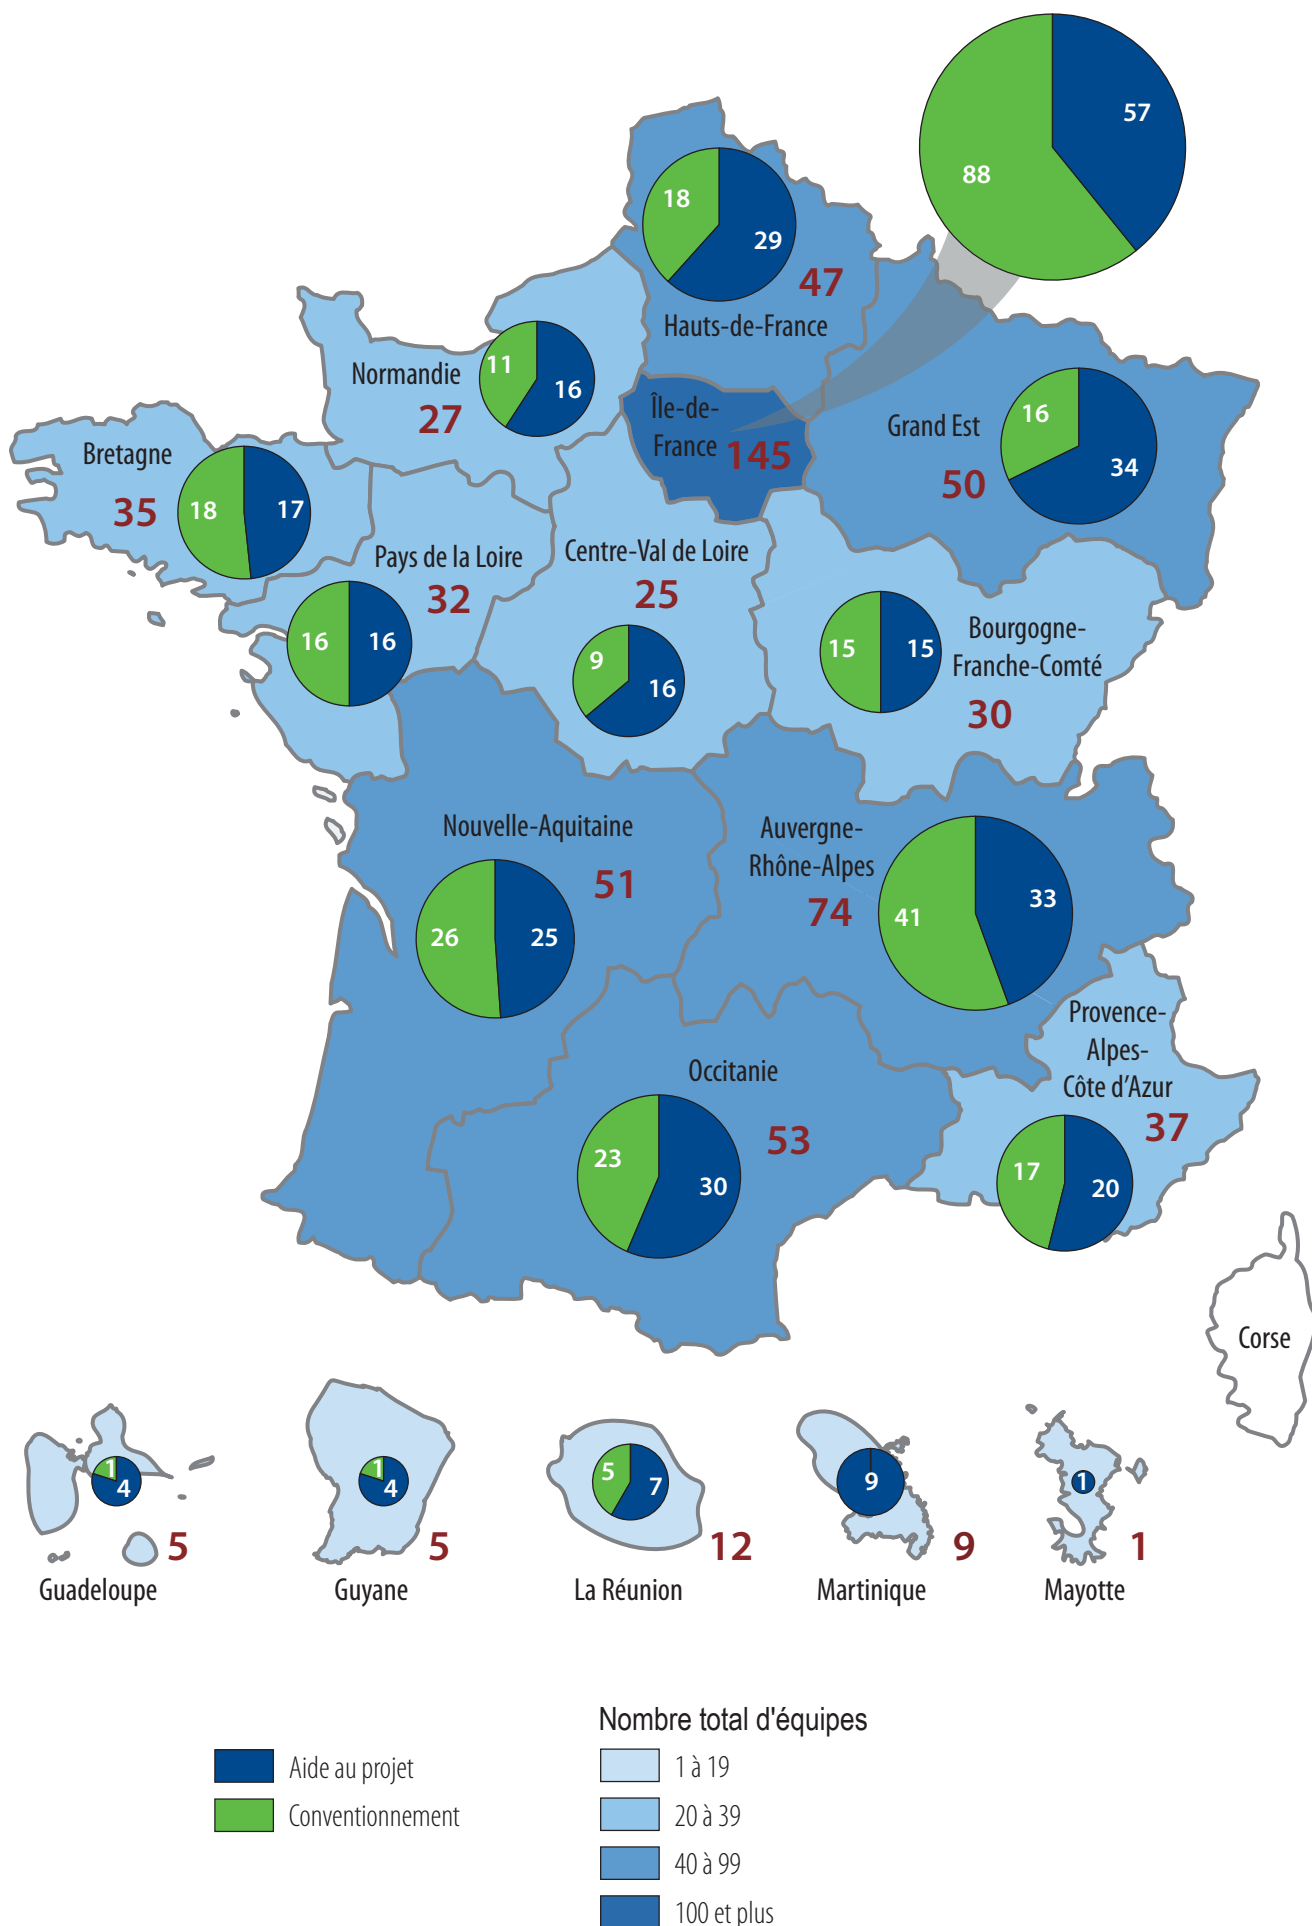 57
88
18
29
47
Hauts-de-France
11
16
Normandie
27
Île-de-
France 145
16
34
Grand Est
50
Bretagne
35
18
17
Pays de la Loire
32
16
16
Centre-Val de Loire
25
9
16
15
15
Bourgogne-
Franche-Comté
30
Nouvelle-Aquitaine
51
26
25
Auvergne-
Rhône-Alpes
74
41
33
Provence-
Alpes-
Côte d'Azur
37
17
20
Occitanie
53
23
30
Corse
1
4
5
Guadeloupe
1
4
5
Guyane
5
7
12
La Réunion
9
9
Martinique
1
1
Mayotte
Aide au projet
Conventionnement
Nombre total d'équipes
1 à 19
20 à 39
40 à 99
100 et plus